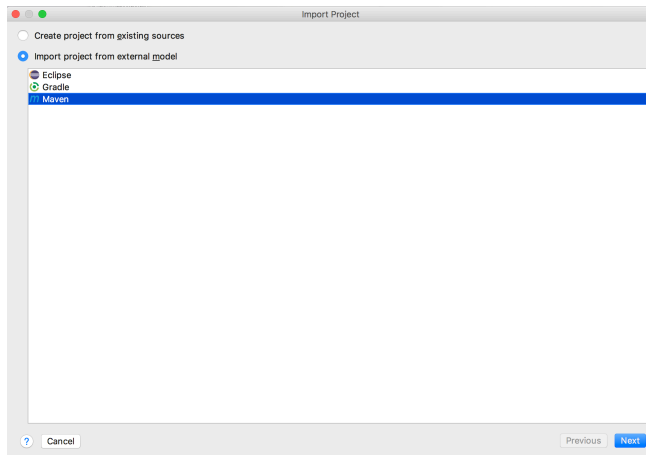 Import Project
Create project from existing sources
Import project from external model
Eclipse
Gradle
Maven
? Cancel Previous Next